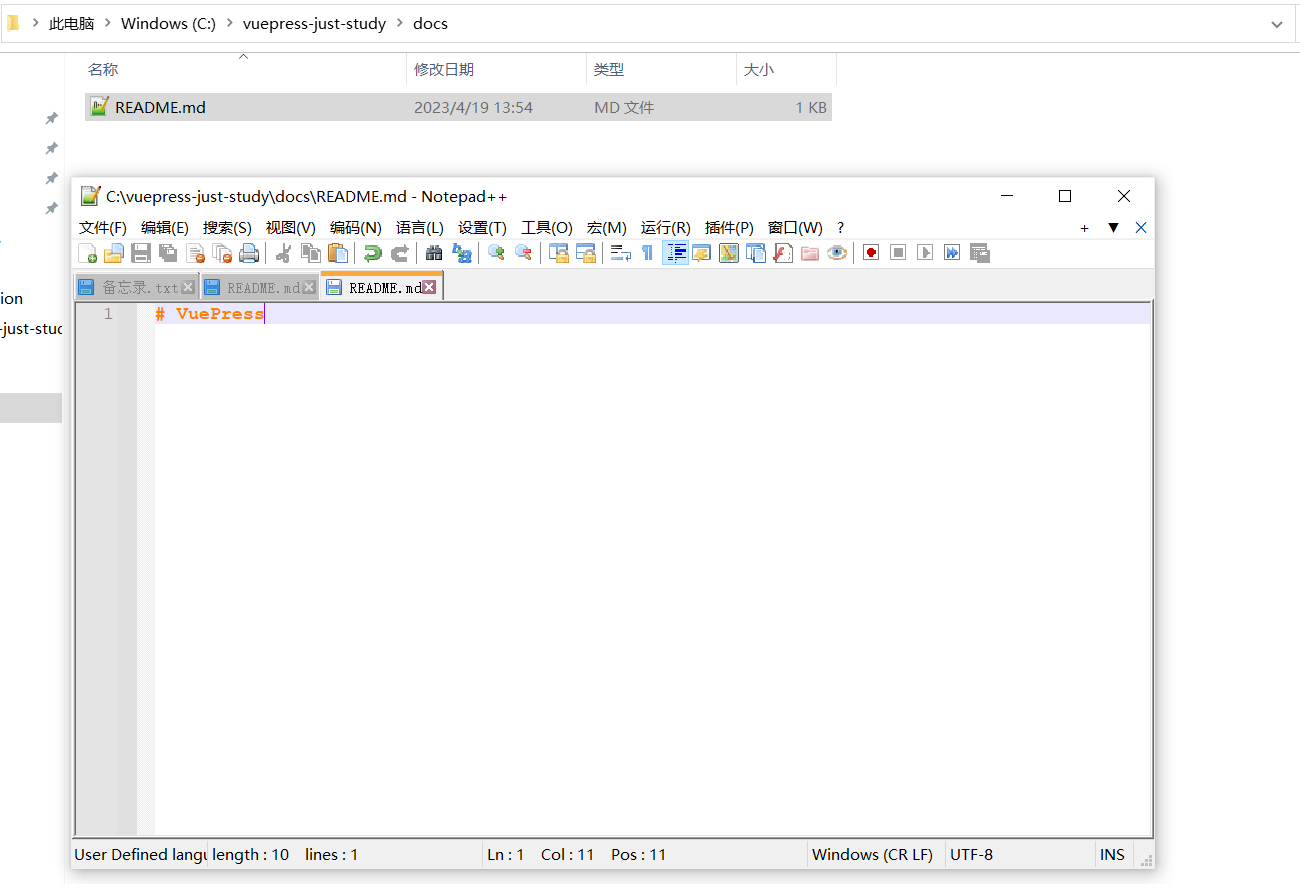 此电脑 > Windows (C:) > vuepress-just-study > docs
名称 修改日期 类型 大小
README.md 2023/4/19 13:54 MD 文件 1 KB
C:\vuepress-just-study\docs\README.md - Notepad++
文件(F) 编辑(E) 搜索(S) 视图(V) 编码(N) 语言(L) 设置(T) 工具(O) 宏(M) 运行(R) 插件(P) 窗口(W) ?
备忘录.txt README.md README.md
1 # VuePress
ion
-just-stud
User Defined langu length : 10 lines : 1 Ln : 1 Col : 11 Pos : 11 Windows (CR LF) UTF-8 INS